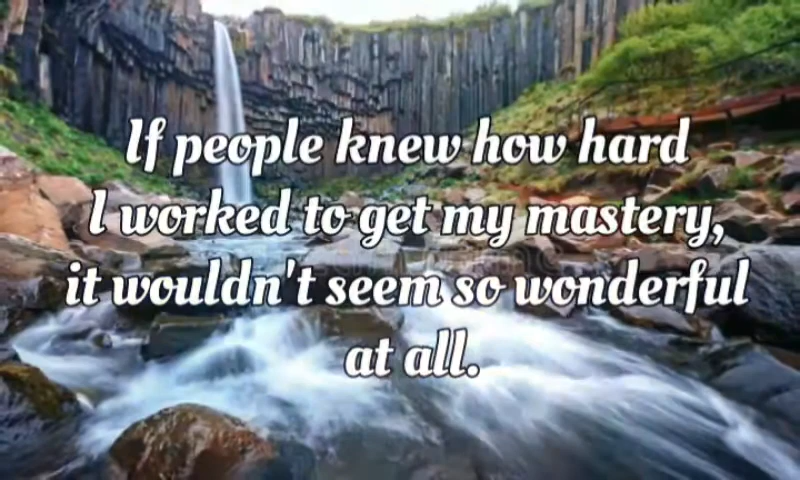 If people knew how hard
I worked to get my mastery,
it wouldn't seem so wonderful
at all.